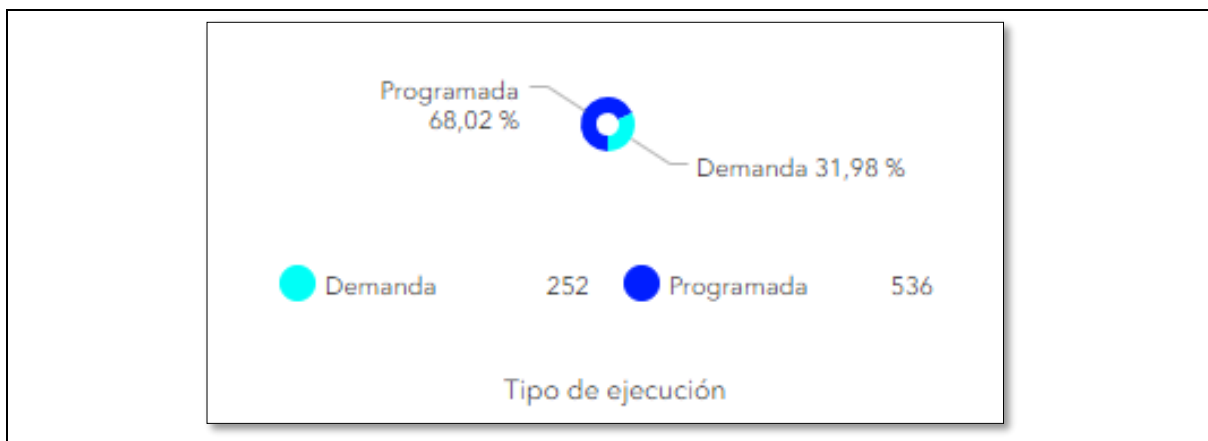 Programada
68,02 %
Demanda 31,98 %
Demanda 252 Programada 536
Tipo de ejecución